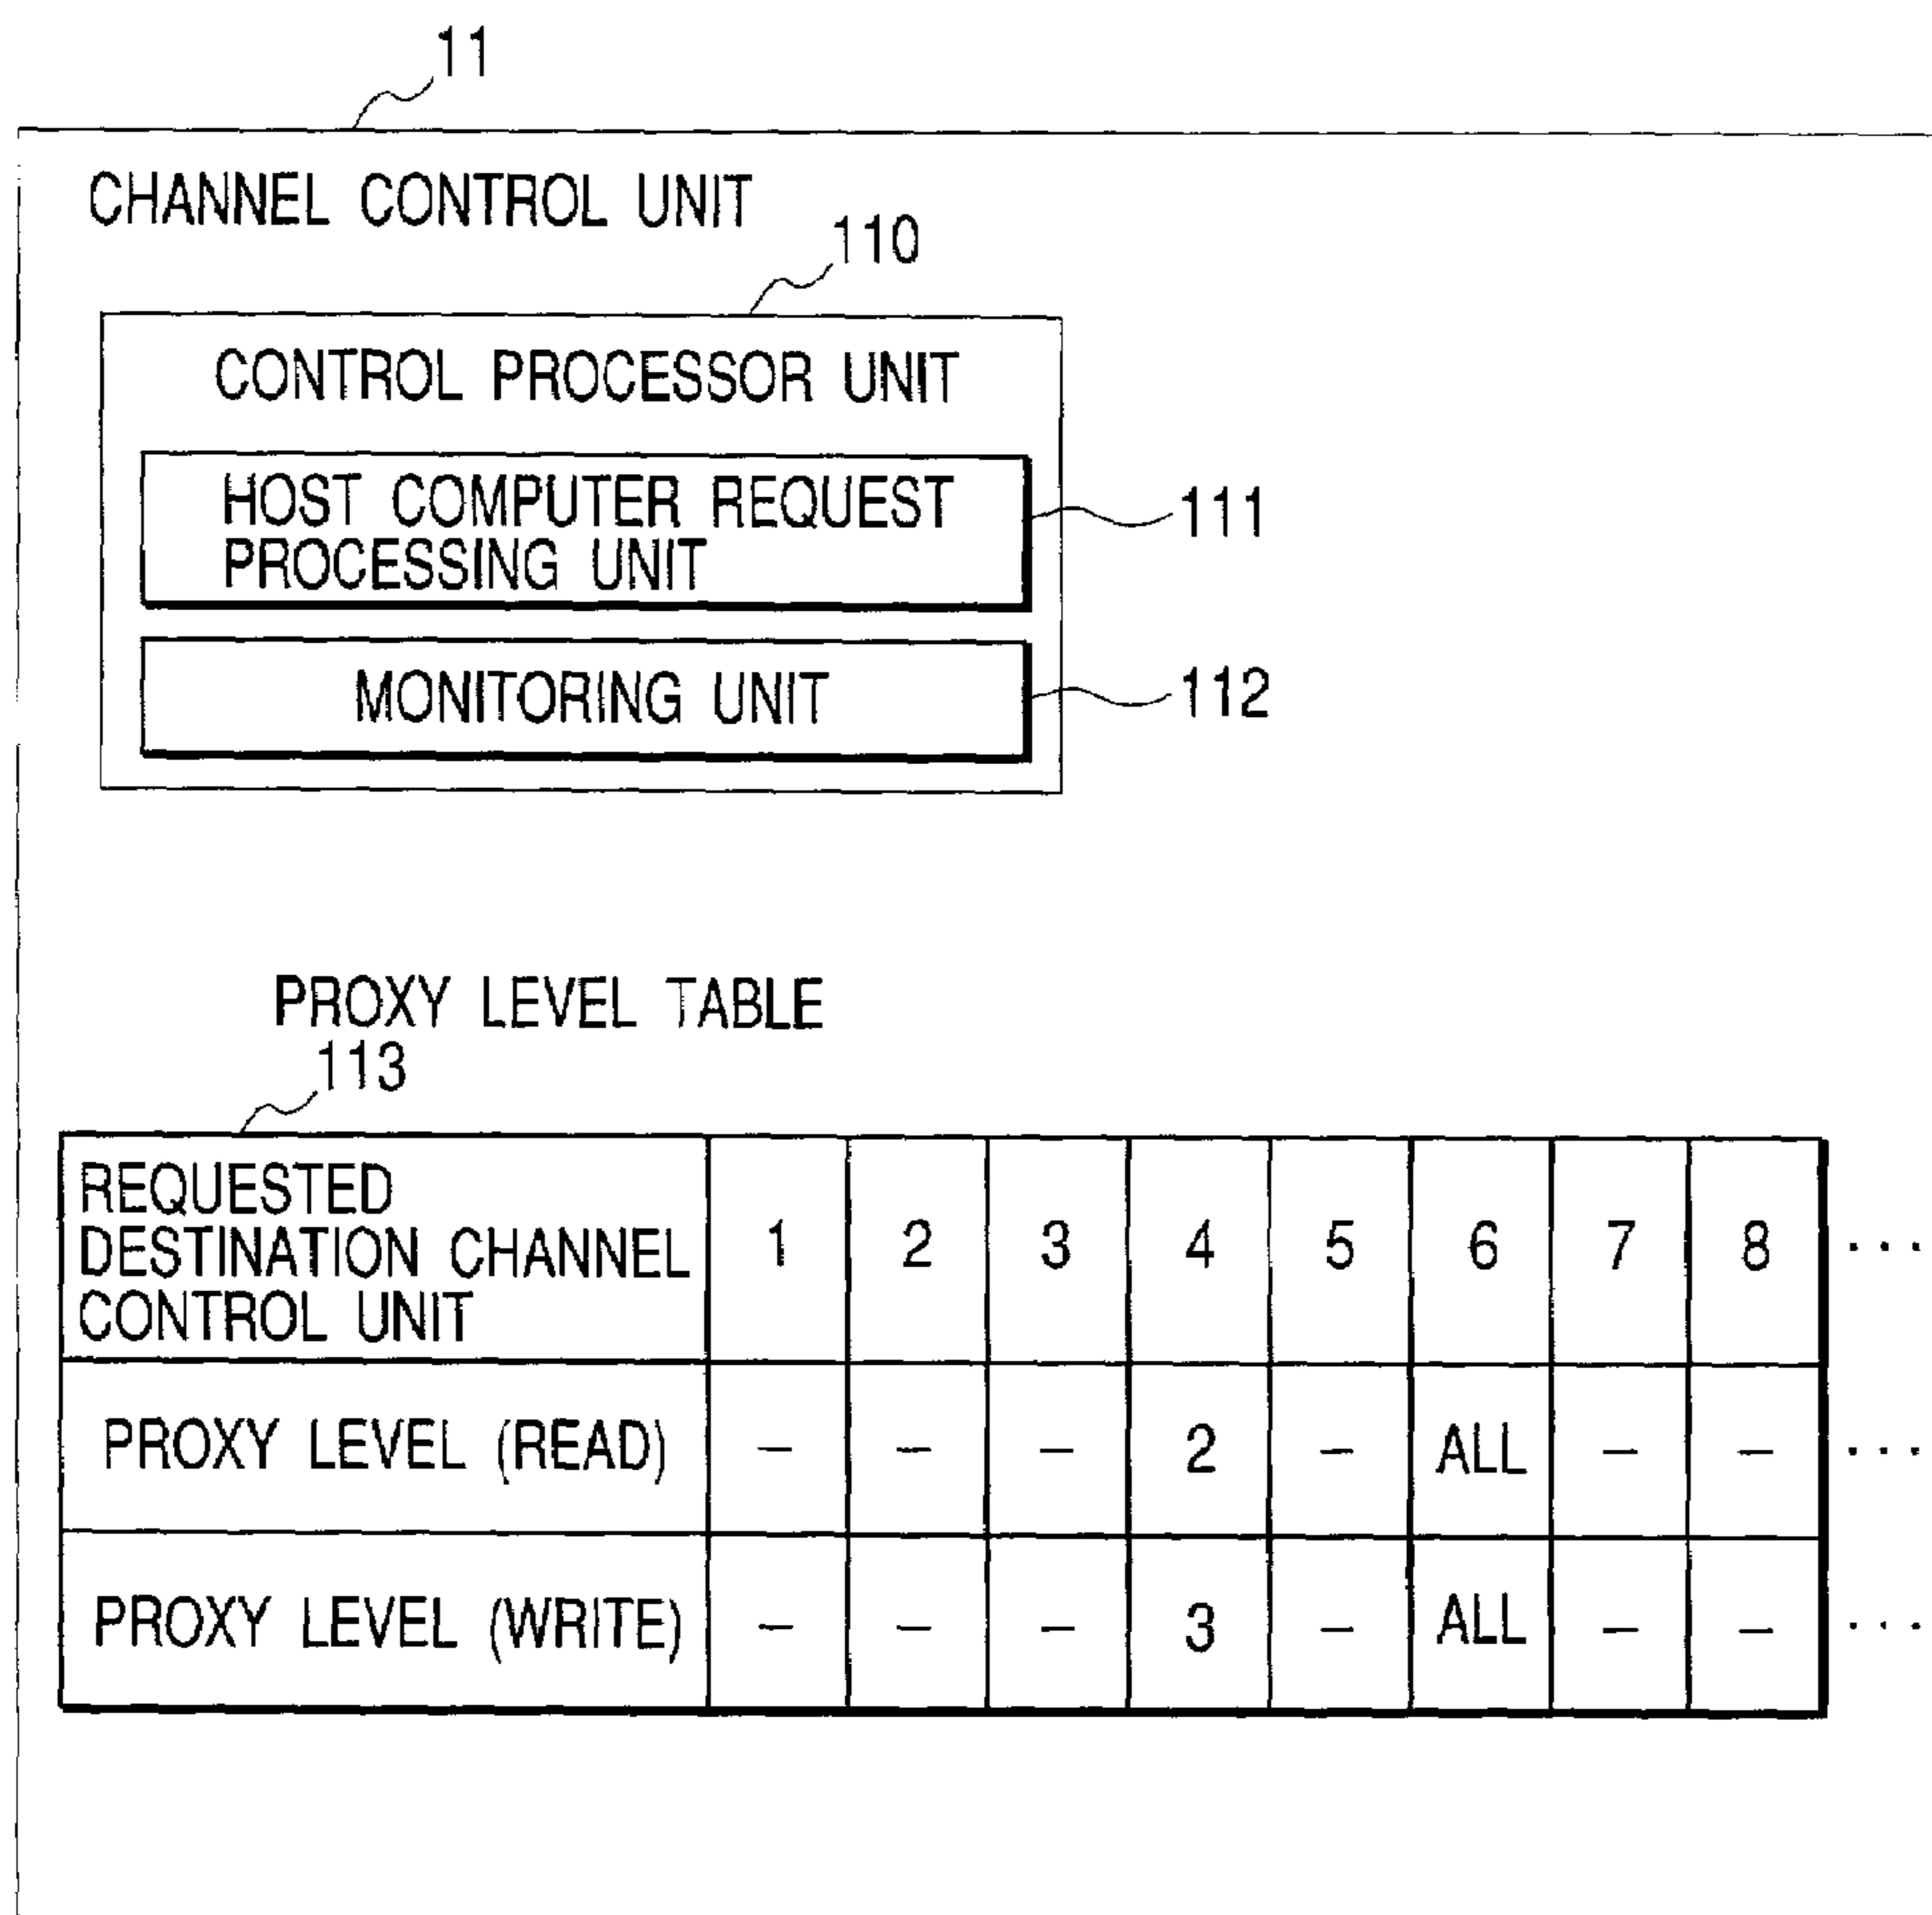 11
CHANNEL CONTROL UNIT
110
CONTROL PROCESSOR UNIT
HOST COMPUTER REQUEST
PROCESSING UNIT
111
MONITORING UNIT
112
PROXY LEVEL TABLE
113
REQUESTED
DESTINATION CHANNEL
CONTROL UNIT
1 2 3 4 5 6 7 8 ...
PROXY LEVEL (READ) – – – 2 – ALL – – ...
PROXY LEVEL (WRITE) – – – 3 – ALL – – ...